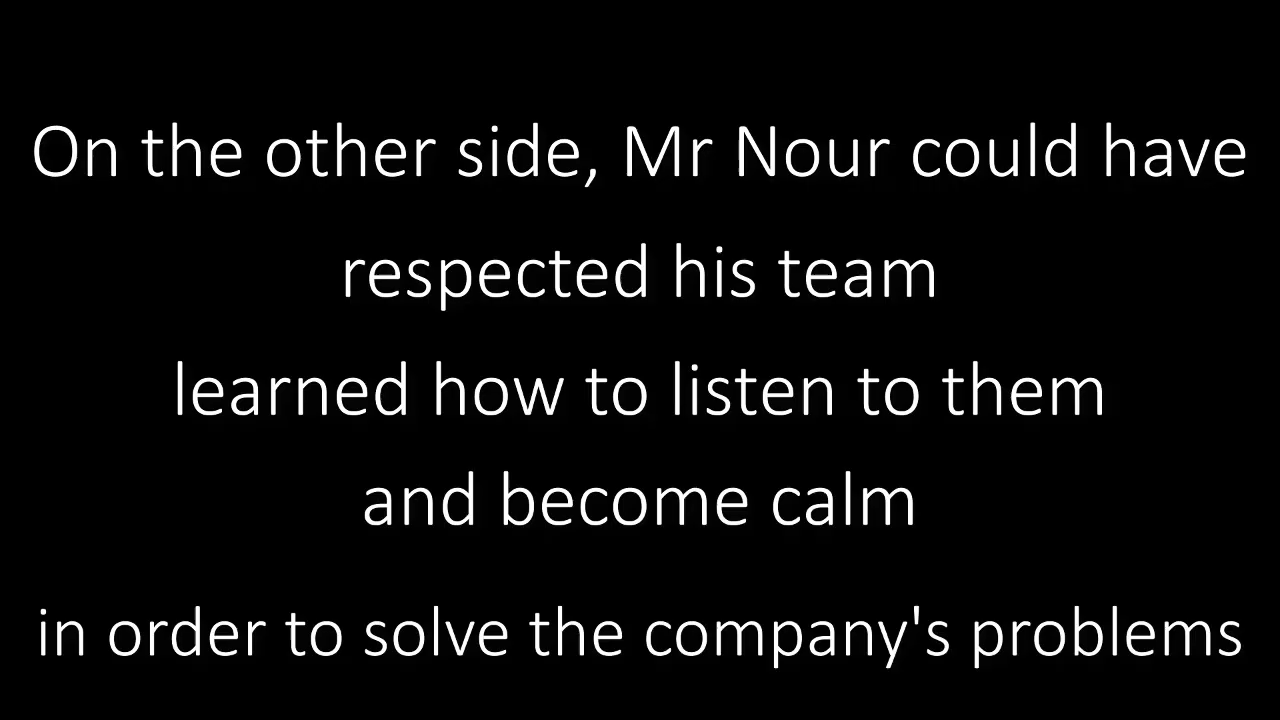 On the other side, Mr Nour could have
respected his team
learned how to listen to them
and become calm
in order to solve the company's problems